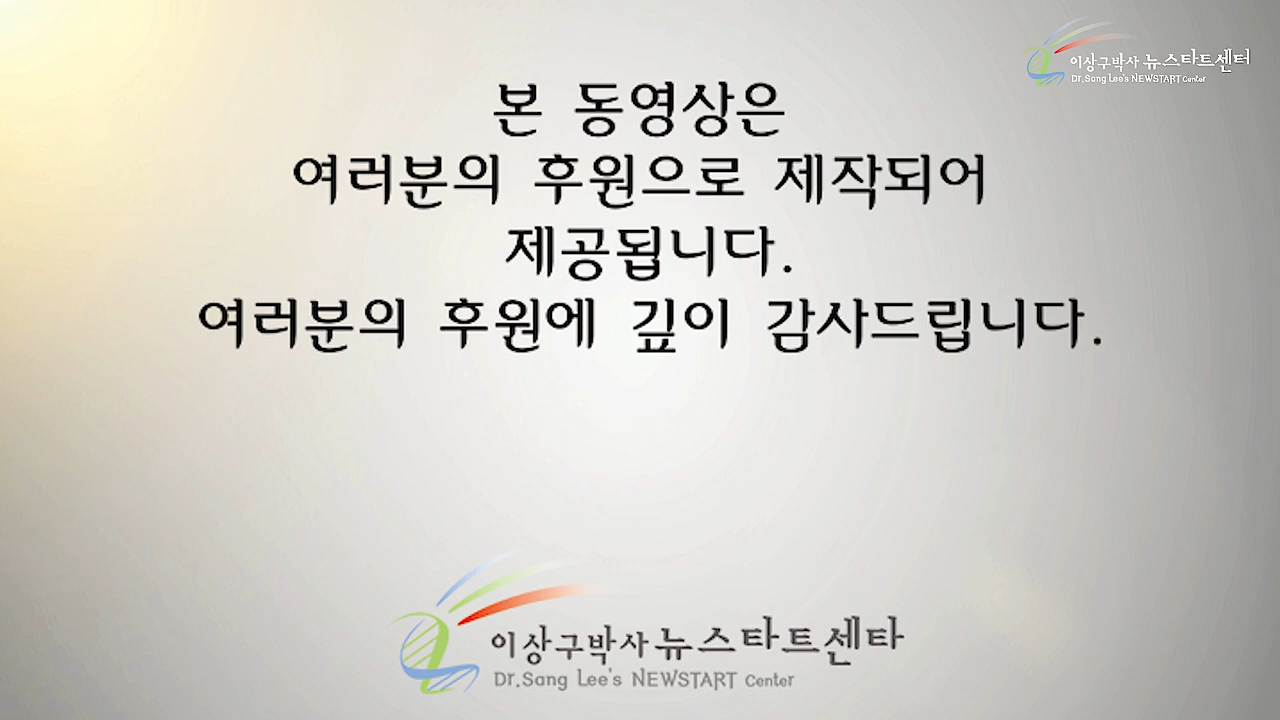 이상구박사 뉴스타트센터
Dr.Sang Lee's NEWSTART Center
본 동영상은
여러분의 후원으로 제작되어
제공됩니다.
여러분의 후원에 깊이 감사드립니다.
이상구박사 뉴스타트센타
Dr.Sang Lee's NEWSTART Center